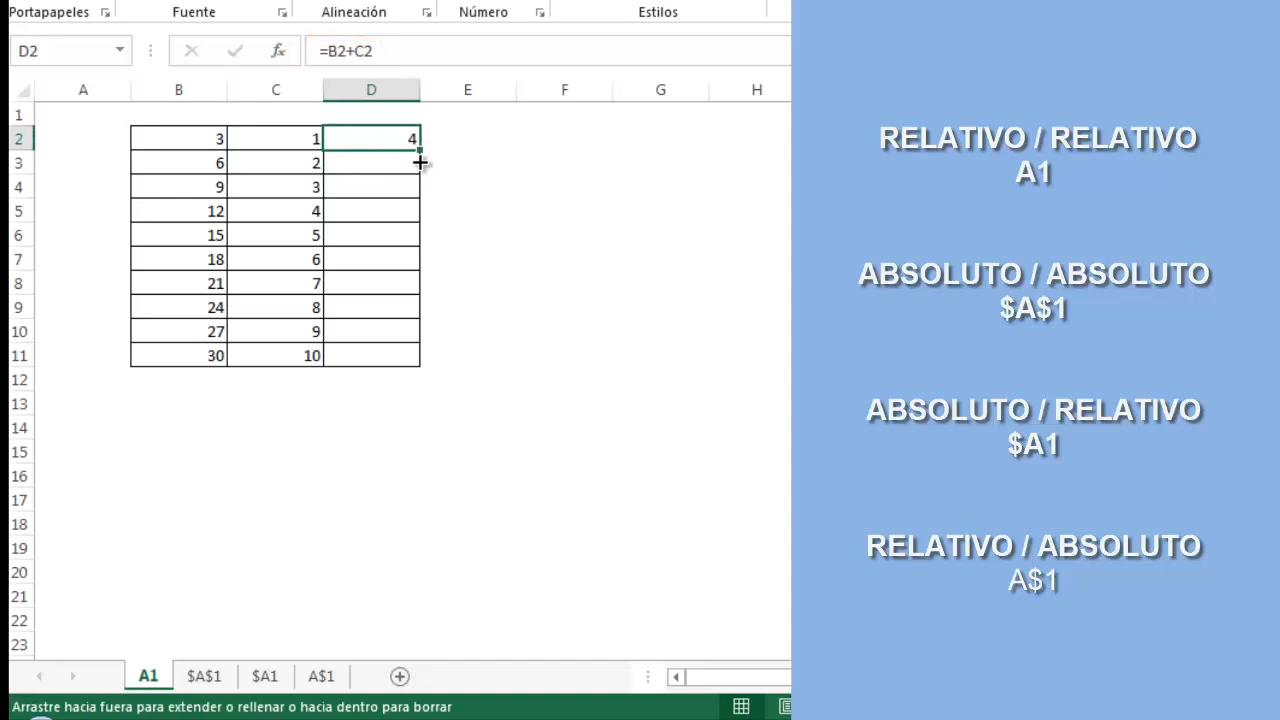 Portapapeles Fuente Alineación Número Estilos
D2 fx =B2+C2
A B C D E F G H
1
2 3 1 4
3 6 2
4 9 3
5 12 4
6 15 5
7 18 6
8 21 7
9 24 8
10 27 9
11 30 10
12
13
14
15
16
17
18
19
20
21
22
23
A1 $A$1 $A1 A$1
Arrastre hacia fuera para extender o rellenar o hacia dentro para borrar
RELATIVO / RELATIVO
A1
ABSOLUTO / ABSOLUTO
$A$1
ABSOLUTO / RELATIVO
$A1
RELATIVO / ABSOLUTO
A$1